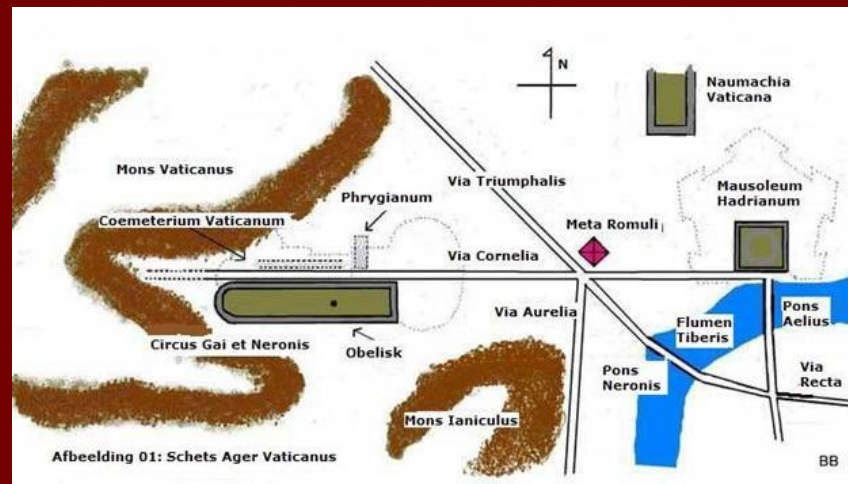 N
Naumachia
Vaticana
Mons Vaticanus
Via Triumphalis
Mausoleum
Hadrianum
Phrygianum
Coemeterium Vaticanum
Meta Romuli
Via Cornelia
Via Aurelia
Flumen
Tiberis
Pons
Aelius
Circus Gai et Neronis
Obelisk
Pons
Neronis
Via
Recta
Mons Ianiculus
Afbeelding 01: Schets Ager Vaticanus
BB